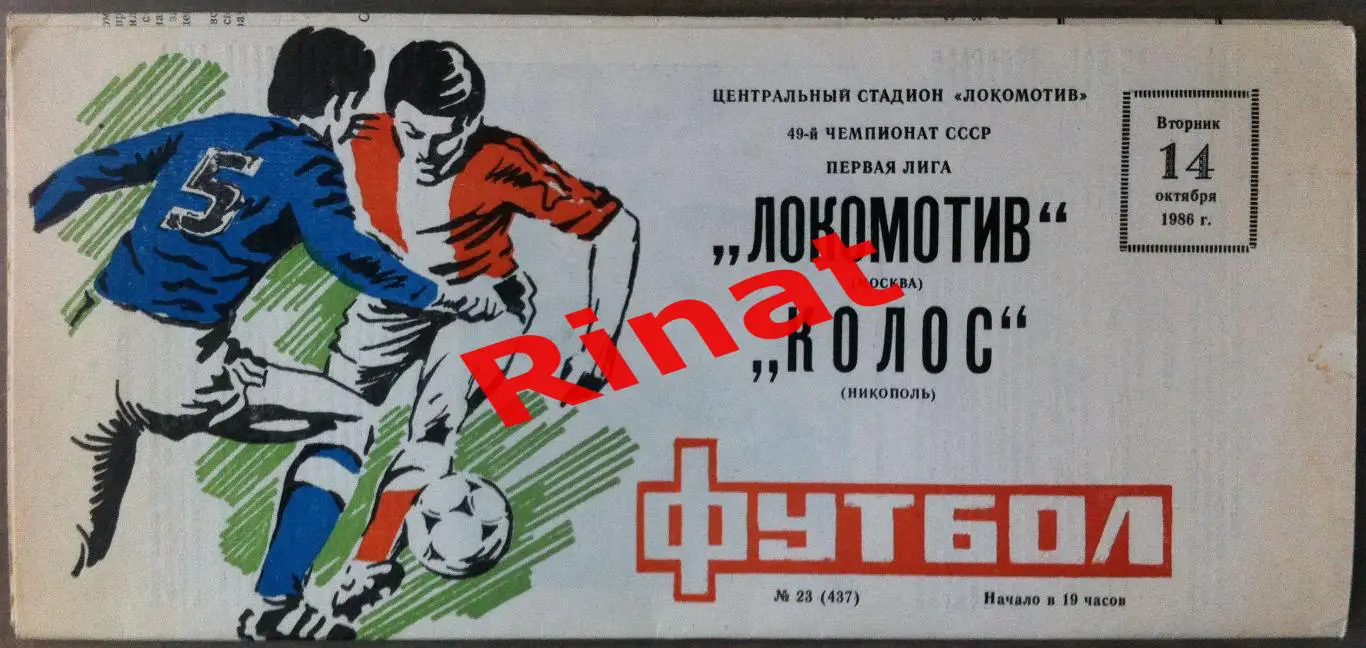 ЦЕНТРАЛЬНЫЙ СТАДИОН «ЛОКОМОТИВ»
49-й ЧЕМПИОНАТ СССР
ПЕРВАЯ ЛИГА
„ЛОКОМОТИВ“
(МОСКВА)
„КОЛОС“
(НИКОПОЛЬ)
Вторник
14
октября
1986 г.
5
Rinat
ФУТБОЛ
№ 23 (437)
Начало в 19 часов